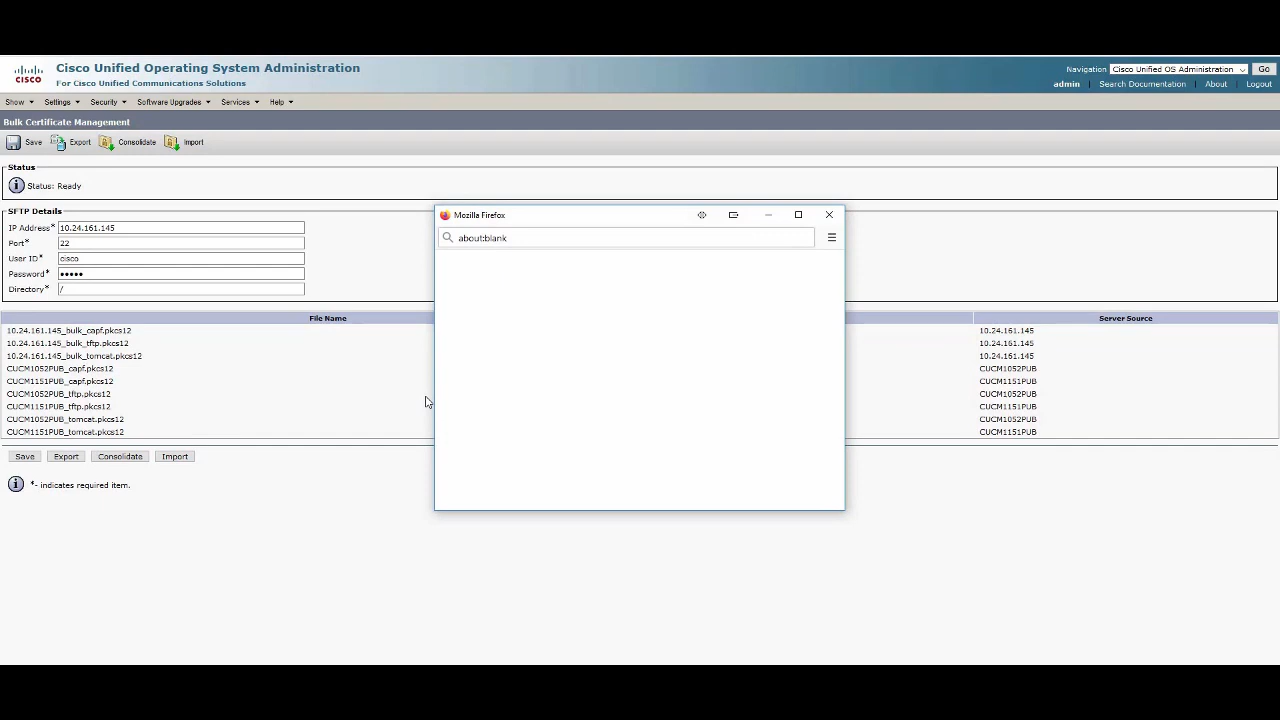 Cisco Unified Operating System Administration
For Cisco Unified Communications Solutions
CISCO
Navigation Cisco Unified OS Administration Go
admin Search Documentation About Logout
Show Settings Security Software Upgrades Services Help
Bulk Certificate Management
Save Export Consolidate Import
Status
Status: Ready
SFTP Details
IP Address* 10.24.161.145
Port* 22
User ID* cisco
Password* •••••
Directory* /
Mozilla Firefox
about:blank
File Name Server Source
10.24.161.145_bulk_capf.pkcs12 10.24.161.145
10.24.161.145_bulk_tftp.pkcs12 10.24.161.145
10.24.161.145_bulk_tomcat.pkcs12 10.24.161.145
CUCM1052PUB_capf.pkcs12 CUCM1052PUB
CUCM1151PUB_capf.pkcs12 CUCM1151PUB
CUCM1052PUB_tftp.pkcs12 CUCM1052PUB
CUCM1151PUB_tftp.pkcs12 CUCM1151PUB
CUCM1052PUB_tomcat.pkcs12 CUCM1052PUB
CUCM1151PUB_tomcat.pkcs12 CUCM1151PUB
Save Export Consolidate Import
*- indicates required item.